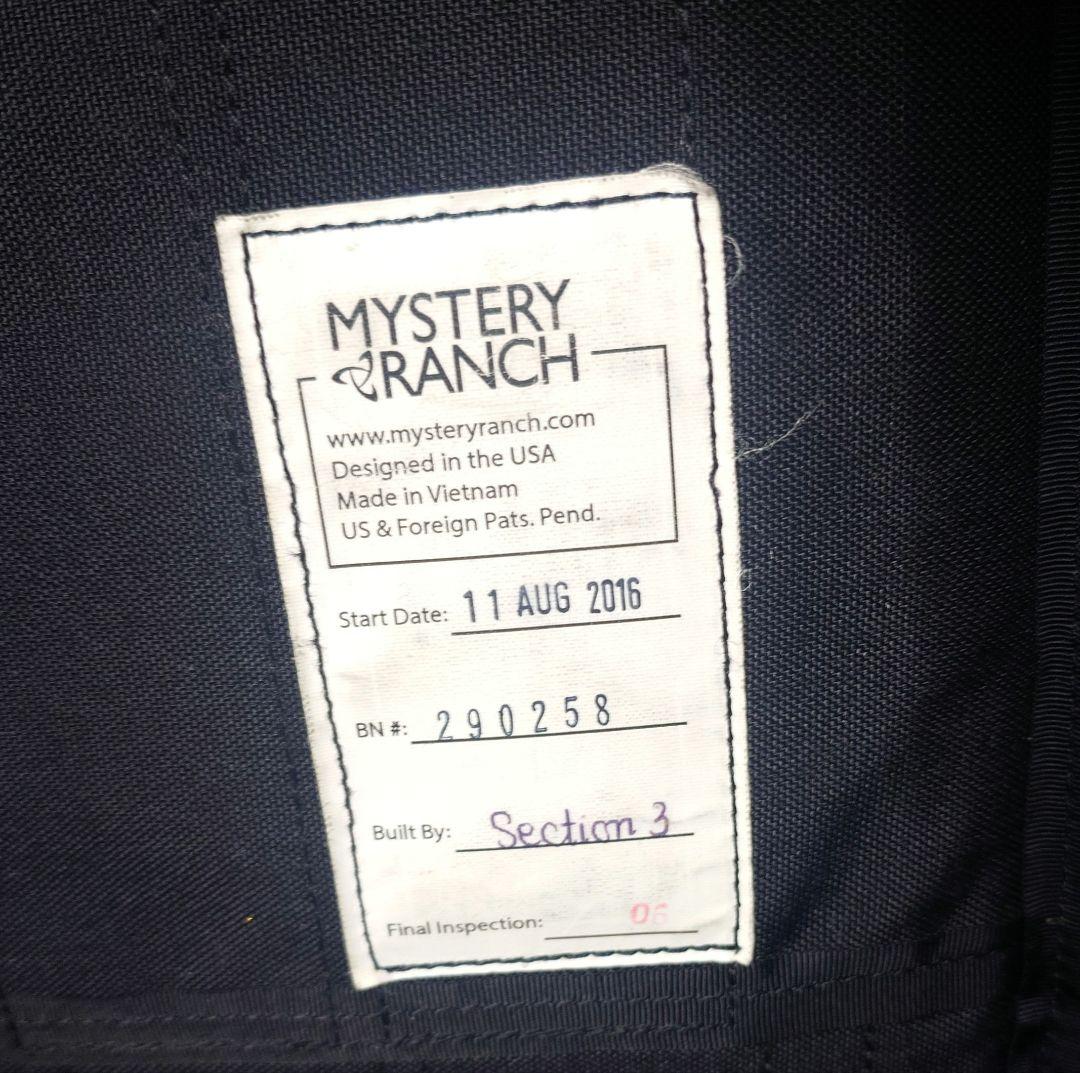 MYSTERY
RANCH
www.mysteryranch.com
Designed in the USA
Made in Vietnam
US & Foreign Pats. Pend.
Start Date: 11 AUG 2016
BN #: 290258
Built By: Section 3
Final Inspection: 06